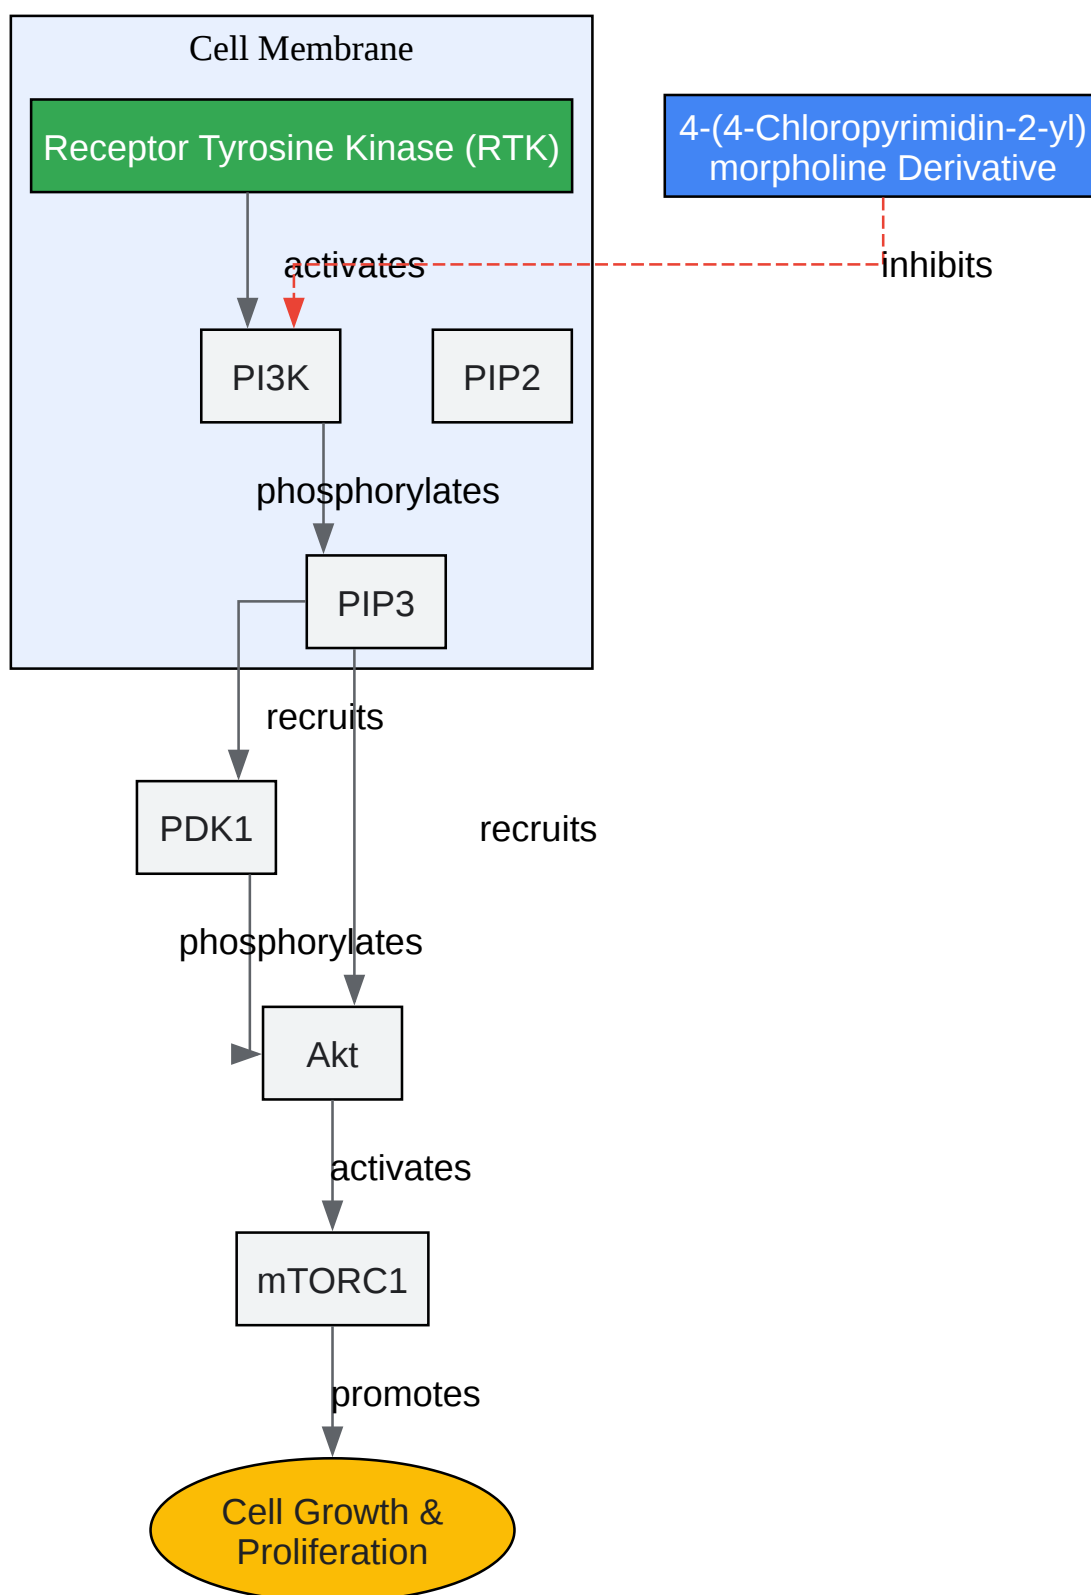 Cell Membrane
Receptor Tyrosine Kinase (RTK)
4-(4-Chloropyrimidin-2-yl)
morpholine Derivative
activates
inhibits
PI3K
PIP2
phosphorylates
PIP3
recruits
PDK1
recruits
phosphorylates
Akt
activates
mTORC1
promotes
Cell Growth &
Proliferation